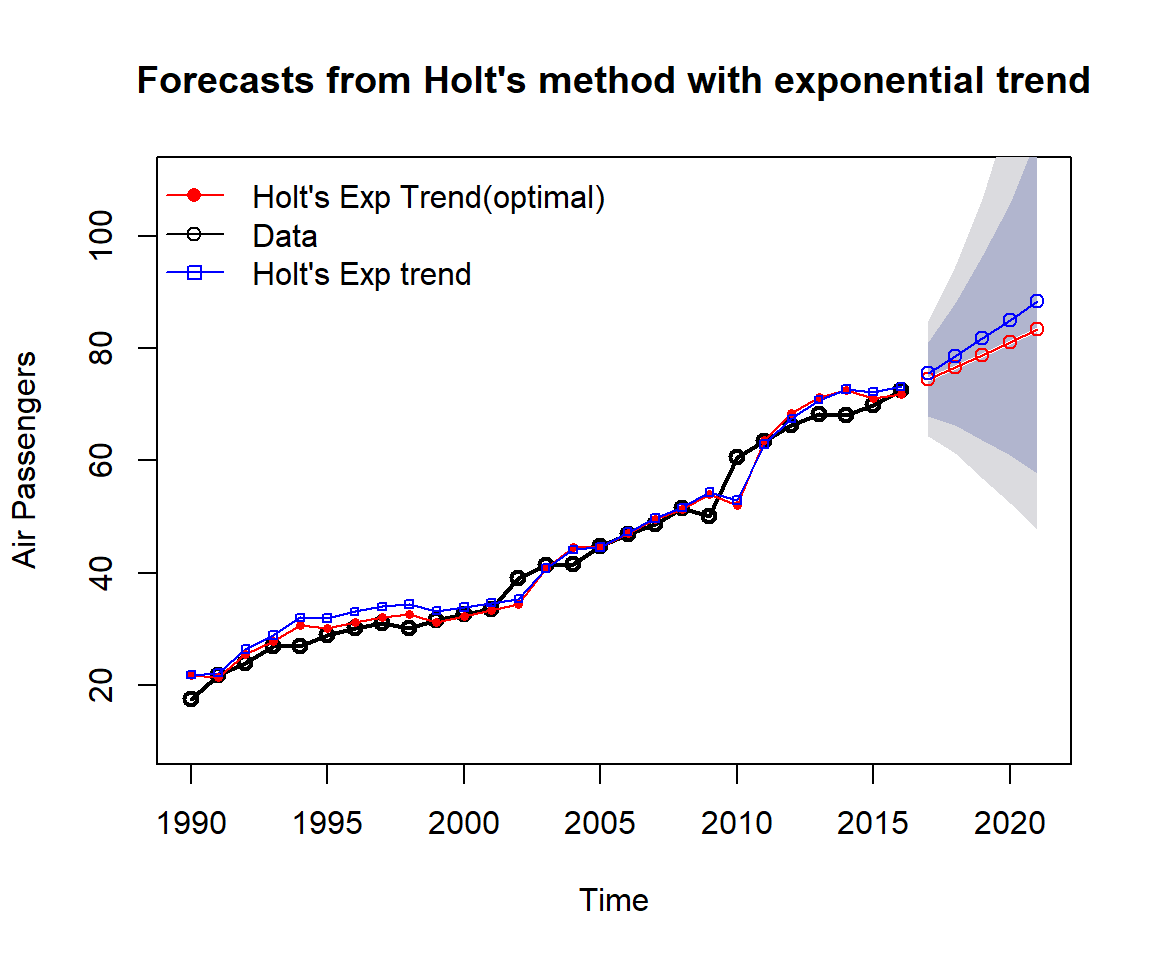 Forecasts from Holt's method with exponential trend
Holt's Exp Trend(optimal)
Data
Holt's Exp trend
Air Passengers
100
80
60
40
20
1990 1995 2000 2005 2010 2015 2020
Time